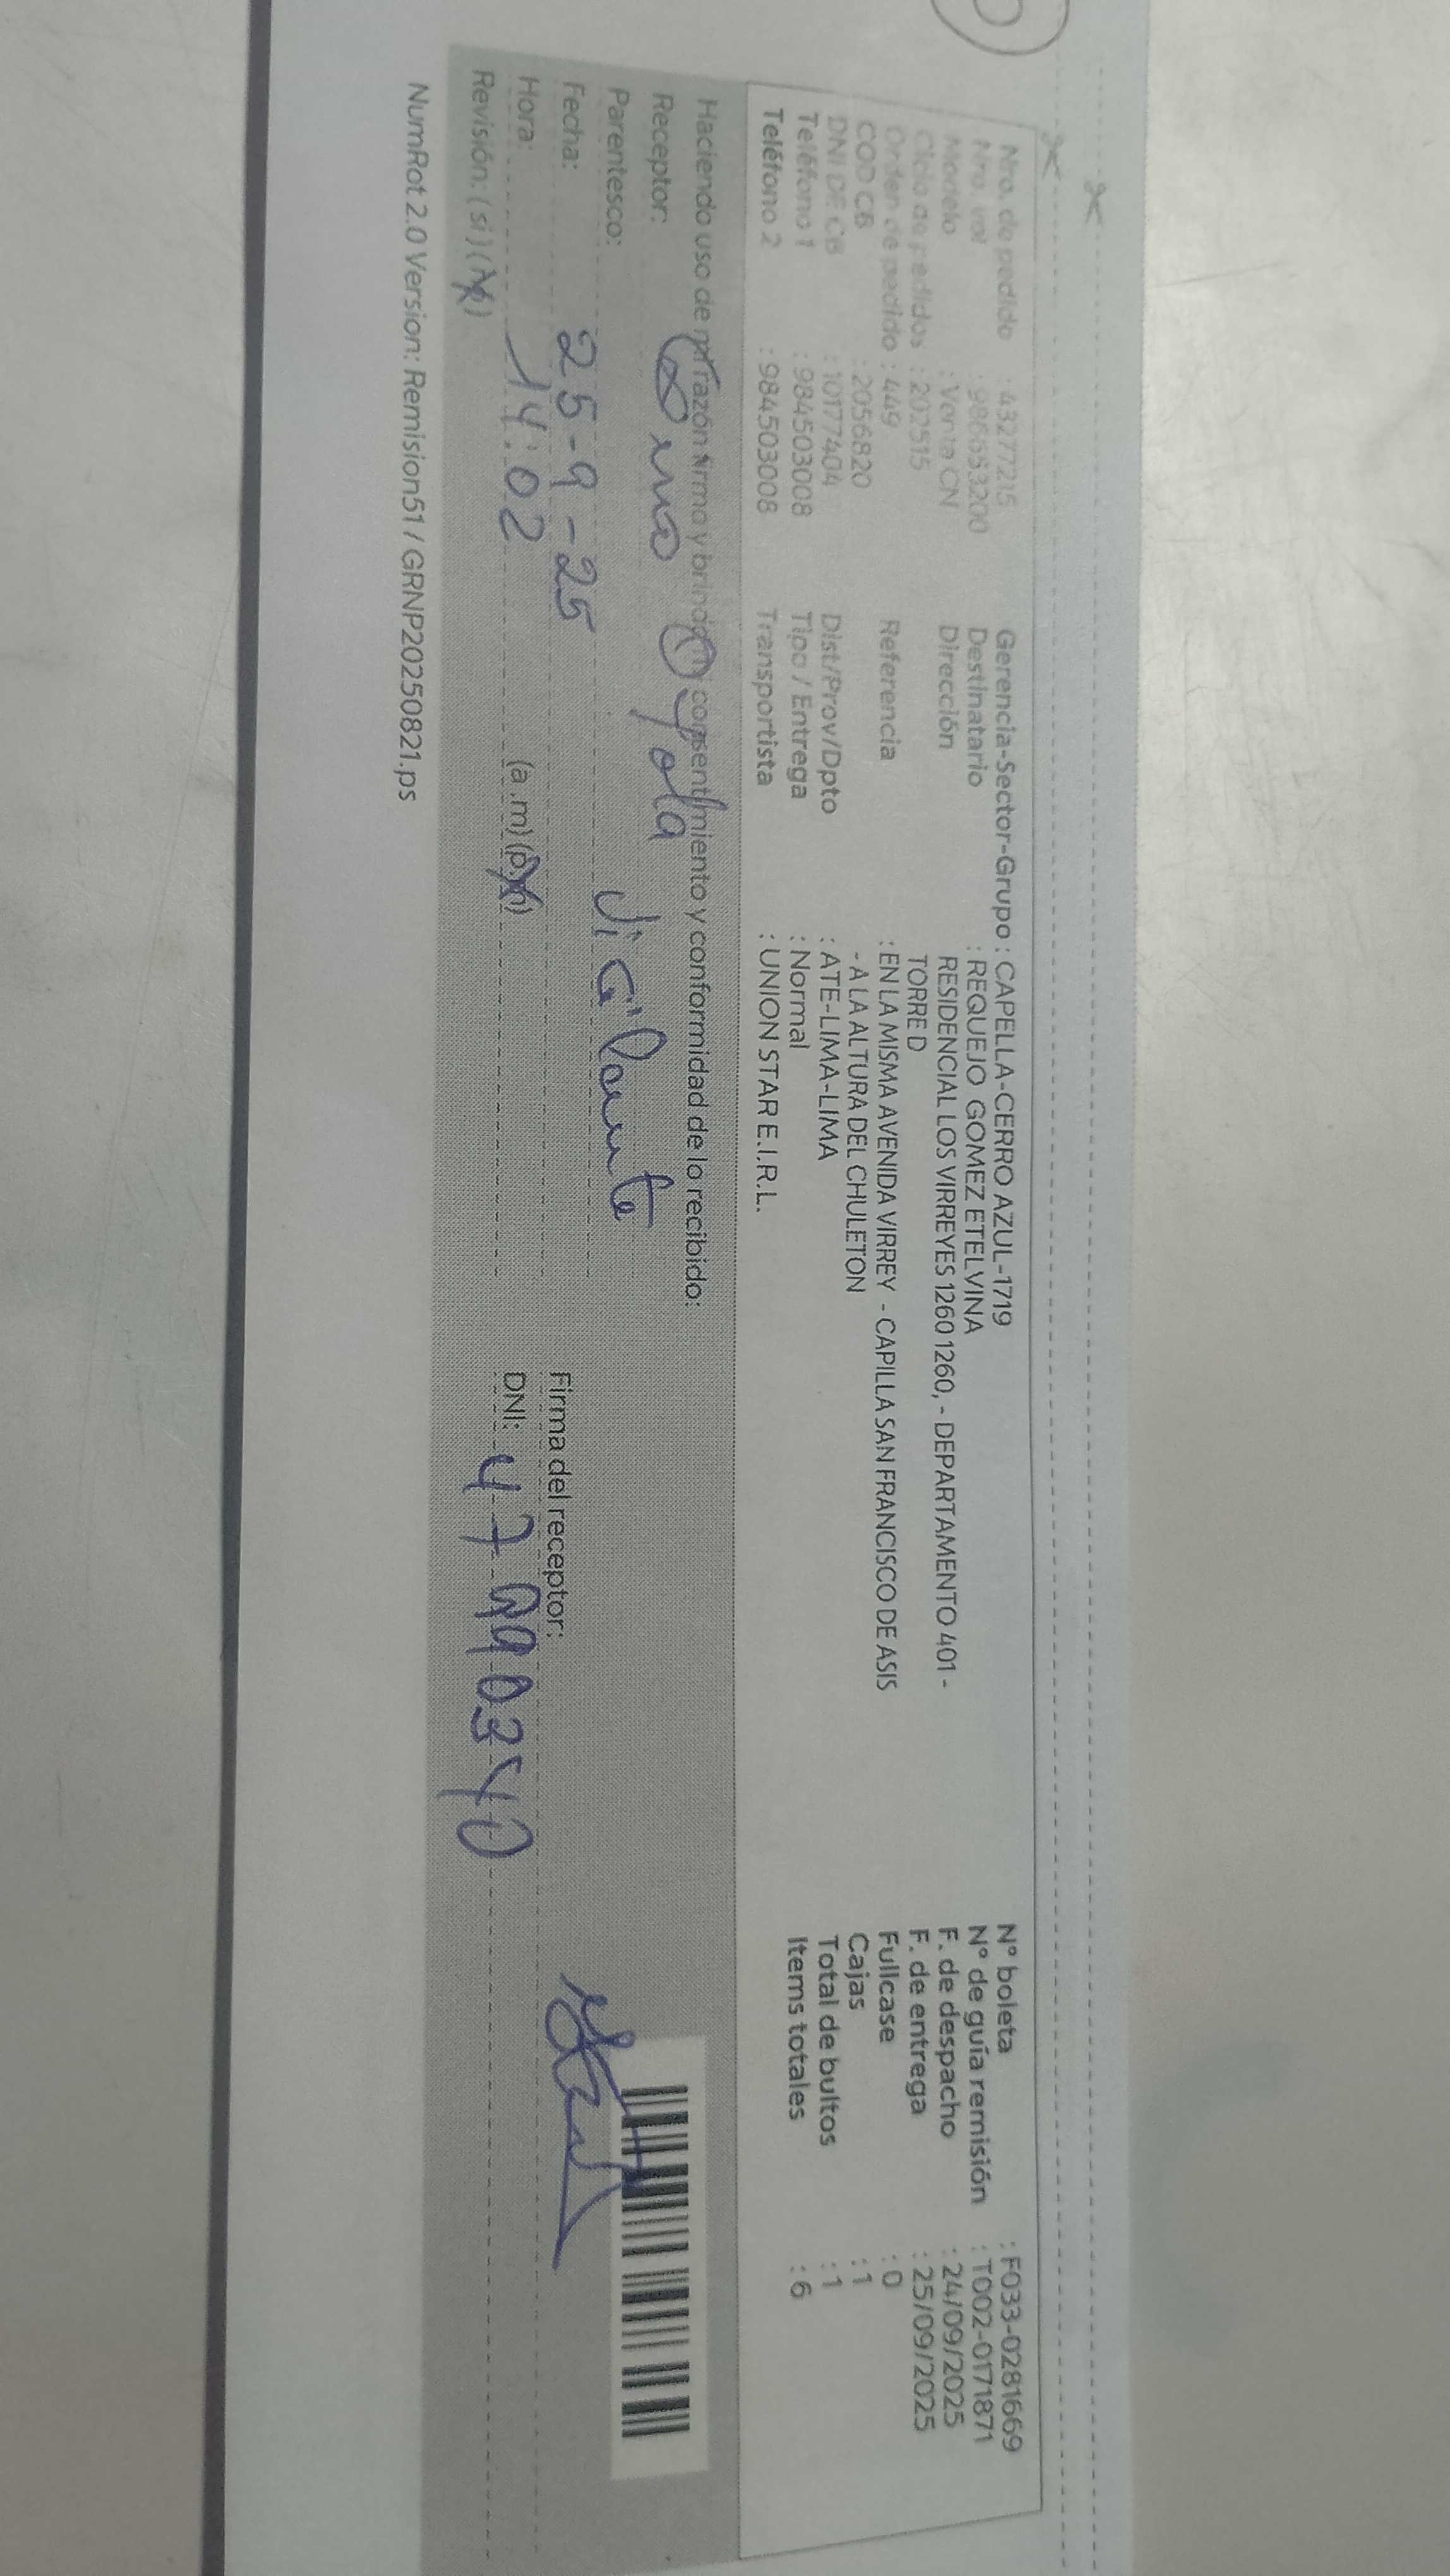 Nro. de pedido : 43277215
Nro. rol : 986653200
Modelo : Venta CN
Ciclo de pedidos : 202515
Orden de pedido : 449
COD CB : 2056820
DNI DE CB : 10177404
Teléfono 1 : 984503008
Teléfono 2 : 984503008
Gerencia-Sector-Grupo : CAPELLA-CERRO AZUL-1719
Destinatario : REQUEJO GOMEZ ETELVINA
Dirección RESIDENCIAL LOS VIRREYES 1260 1260, - DEPARTAMENTO 401 -
TORRE D
Referencia : EN LA MISMA AVENIDA VIRREY - CAPILLA SAN FRANCISCO DE ASIS
- A LA ALTURA DEL CHULETON
Dist/Prov/Dpto : ATE-LIMA-LIMA
Tipo / Entrega : Normal
Transportista : UNION STAR E.I.R.L.
N° boleta : F033-0281669
N° de guía remisión : T002-0171871
F. de despacho : 24/09/2025
F. de entrega : 25/09/2025
Fullcase : 0
Cajas : 1
Total de bultos : 1
Items totales : 6
Haciendo uso de mi razón firmo y brindo mi consentimiento y conformidad de lo recibido:
Receptor:
Parentesco: Vigilante
Fecha: 25-9-25
Hora: 14:02 (a.m) (p.m)
Revisión: (si) (no)
Firma del receptor:
DNI:
NumRot 2.0 Version: Remision51 / GRNP20250821.ps